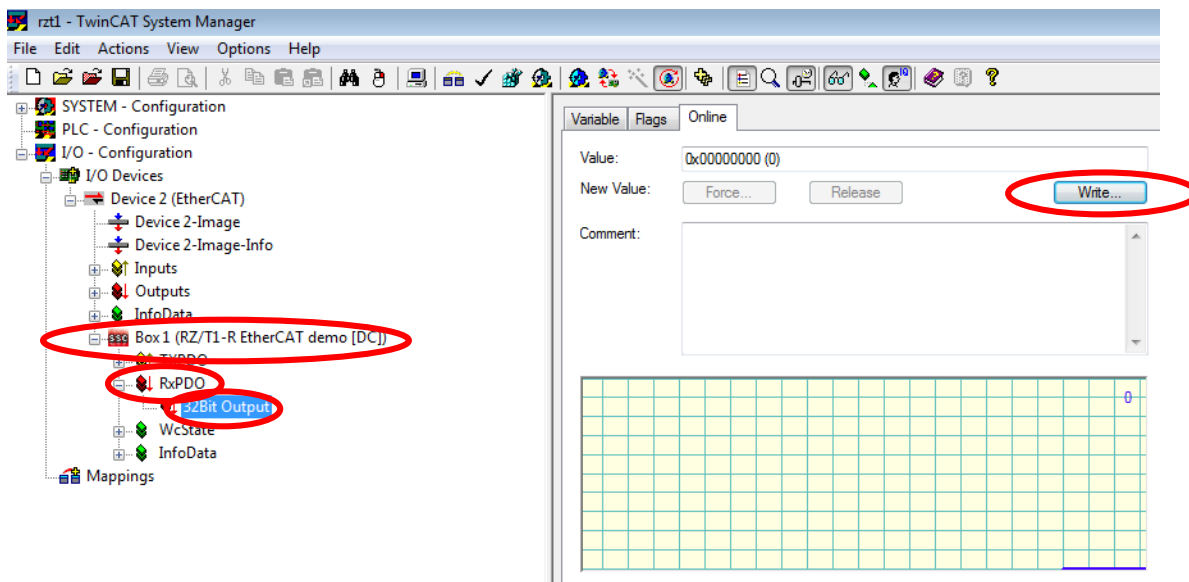 rzt1 - TwinCAT System Manager
File Edit Actions View Options Help
SYSTEM - Configuration
PLC - Configuration
I/O - Configuration
I/O Devices
Device 2 (EtherCAT)
Device 2-Image
Device 2-Image-Info
Inputs
Outputs
InfoData
Box 1 (RZ/T1-R EtherCAT demo [DC])
TXPDO
RxPDO
32Bit Output
WcState
InfoData
Mappings
Variable Flags Online
Value: 0x00000000 (0)
New Value: Force... Release Write...
Comment:
0